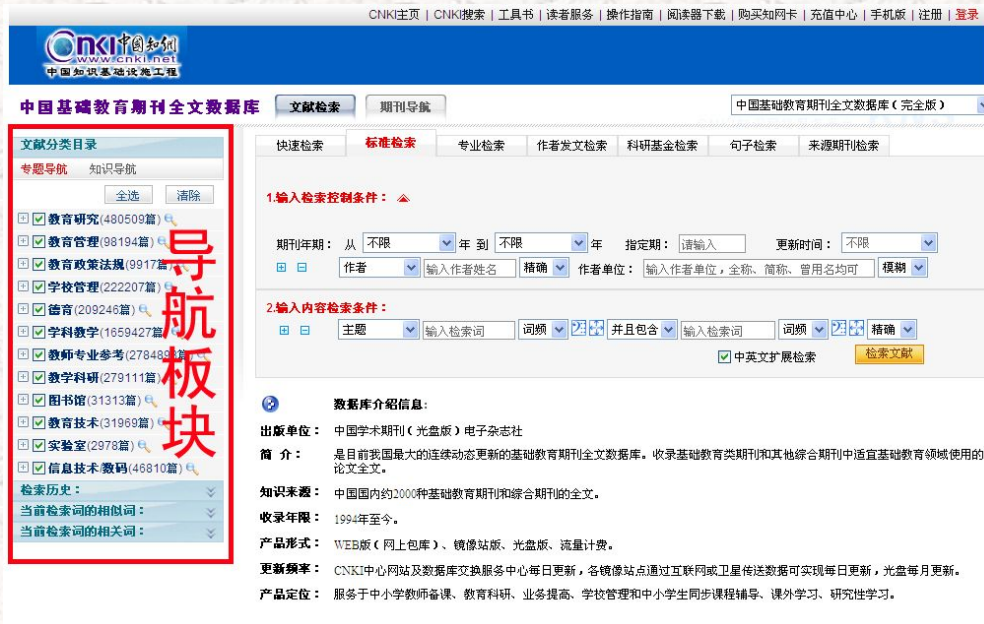 CNKI主页 | CNKI搜索 | 工具书 | 读者服务 | 操作指南 | 阅读器下载 | 购买知网卡 | 充值中心 | 手机版 | 注册 | 登录
CNKI中国知网
www.cnki.net
中国知识基础设施工程
中国基础教育期刊全文数据库 文献检索 期刊导航 中国基础教育期刊全文数据库(完全版)
文献分类目录
专题导航 知识导航
全选 清除
教育研究(480509篇)
教育管理(98194篇)
教育政策法规(9917篇)
学校管理(222207篇)
德育(209246篇)
学科教学(1659427篇)
教师专业参考(278489篇)
教学科研(279111篇)
图书馆(31313篇)
教育技术(31969篇)
实验室(2978篇)
信息技术/数码(46810篇)
检索历史:
当前检索词的相似词:
当前检索词的相关词:
导航板块
快速检索 标准检索 专业检索 作者发文检索 科研基金检索 句子检索 来源期刊检索
1.输入检索控制条件:
期刊年期: 从 不限 年 到 不限 年 指定期: 请输入 更新时间: 不限
作者 输入作者姓名 精确 作者单位: 输入作者单位,全称、简称、曾用名均可 模糊
2.输入内容检索条件:
主题 输入检索词 词频 并且包含 输入检索词 词频 精确
中英文扩展检索 检索文献
数据库介绍信息:
出版单位: 中国学术期刊(光盘版)电子杂志社
简 介: 是目前我国最大的连续动态更新的基础教育期刊全文数据库。收录基础教育类期刊和其他综合期刊中适宜基础教育领域使用的
论文全文。
知识来源: 中国国内约2000种基础教育期刊和综合期刊的全文。
收录年限: 1994年至今。
产品形式: WEB版(网上包库)、镜像站版、光盘版、流量计费。
更新频率: CNKI中心网站及数据库交换服务中心每日更新,各镜像站点通过互联网或卫星传送数据可实现每日更新,光盘每月更新。
产品定位: 服务于中小学教师备课、教育科研、业务提高、学校管理和中小学生同步课程辅导、课外学习、研究性学习。